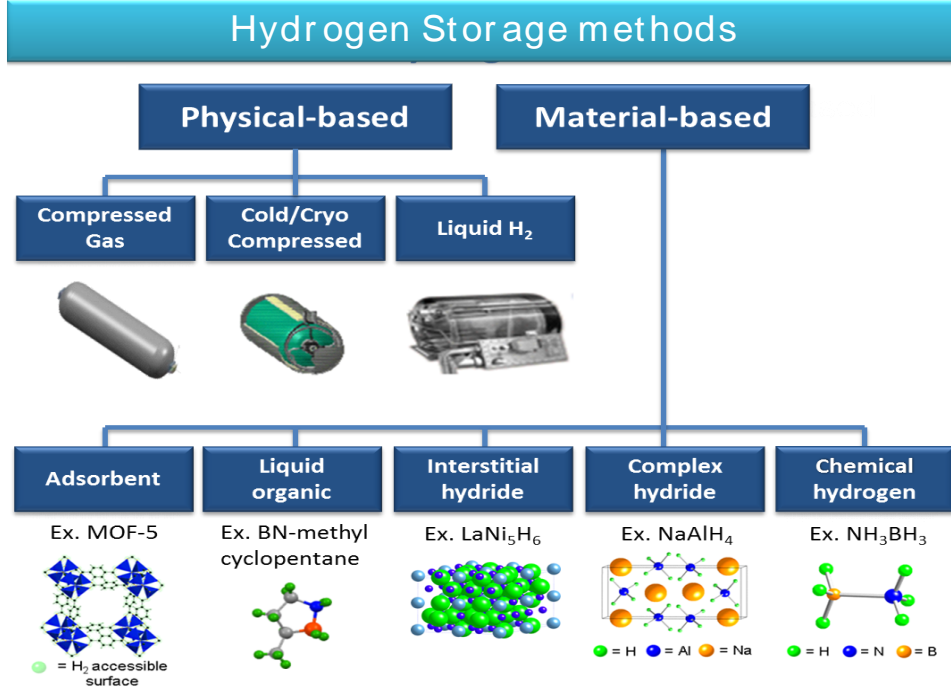 Hydrogen Storage methods
Physical-based
Material-based
Compressed
Gas
Cold/Cryo
Compressed
Liquid H₂
Adsorbent
Liquid
organic
Interstitial
hydride
Complex
hydride
Chemical
hydrogen
Ex. MOF-5
Ex. BN-methyl
cyclopentane
Ex. LaNi₅H₆
Ex. NaAlH₄
Ex. NH₃BH₃
= H₂ accessible
surface
= H = Al = Na
= H = N = B